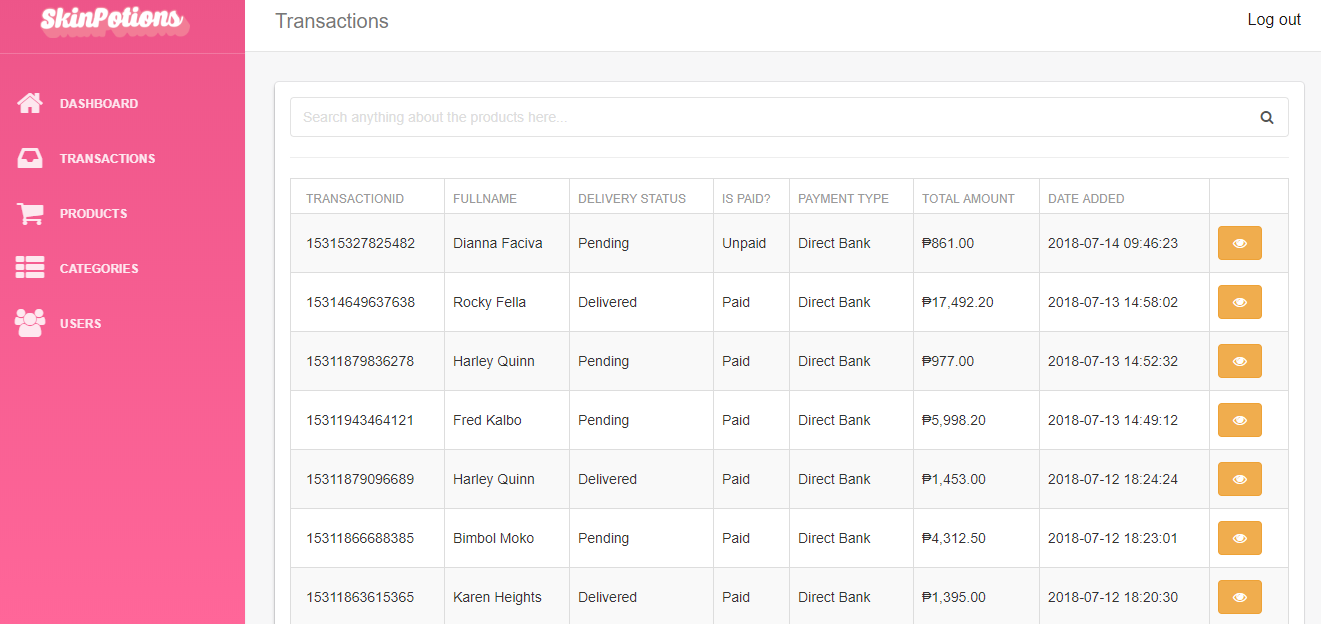 SkinPotions
Transactions
Log out
DASHBOARD
TRANSACTIONS
PRODUCTS
CATEGORIES
USERS
Search anything about the products here...
TRANSACTIONID FULLNAME DELIVERY STATUS IS PAID? PAYMENT TYPE TOTAL AMOUNT DATE ADDED
15315327825482 Dianna Faciva Pending Unpaid Direct Bank ₱861.00 2018-07-14 09:46:23
15314649637638 Rocky Fella Delivered Paid Direct Bank ₱17,492.20 2018-07-13 14:58:02
15311879836278 Harley Quinn Pending Paid Direct Bank ₱977.00 2018-07-13 14:52:32
15311943464121 Fred Kalbo Pending Paid Direct Bank ₱5,998.20 2018-07-13 14:49:12
15311879096689 Harley Quinn Delivered Paid Direct Bank ₱1,453.00 2018-07-12 18:24:24
15311866688385 Bimbol Moko Pending Paid Direct Bank ₱4,312.50 2018-07-12 18:23:01
15311863615365 Karen Heights Delivered Paid Direct Bank ₱1,395.00 2018-07-12 18:20:30